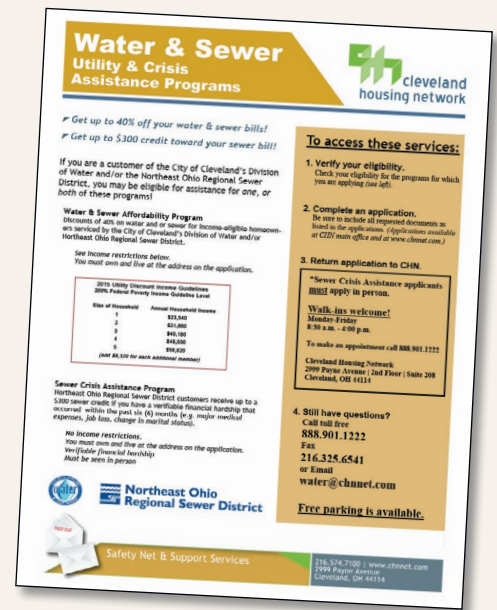 Water & Sewer
Utility & Crisis
Assistance Programs
cleveland
housing network
Get up to 40% off your water & sewer bills!
Get up to $300 credit toward your sewer bill!
If you are a customer of the City of Cleveland's Division
of Water and/or the Northeast Ohio Regional Sewer
District, you may be eligible for assistance for one, or
both of these programs!
Water & Sewer Affordability Program
Discounts of 40% on water and or sewer for income-eligible homeown-
ers serviced by the City of Cleveland's Division of Water and/or
Northeast Ohio Regional Sewer District.
See income restrictions below.
You must own and live at the address on the application.
2015 Utility Discount Income Guidelines
200% Federal Poverty Income Guideline Level
Size of Household Annual Household Income
1 $23,540
2 $31,860
3 $40,180
4 $48,500
5 $56,820
(add $8,320 for each additional member)
Sewer Crisis Assistance Program
Northeast Ohio Regional Sewer District customers receive up to a
$300 sewer credit if you have a verifiable financial hardship that
occurred within the past six (6) months (e.g. major medical
expenses, job loss, change in marital status).
No income restrictions.
You must own and live at the address on the application.
Verifiable financial hardship
Must be seen in person
water
Northeast Ohio
Regional Sewer District
To access these services:
1. Verify your eligibility.
Check your eligibility for the programs for which
you are applying (see left).
2. Complete an application.
Be sure to include all requested documents as
listed in the applications. (Applications available
at CHN main office and at www.chnnet.com.)
3. Return application to CHN.
*Sewer Crisis Assistance applicants
must apply in person.
Walk-ins welcome!
Monday-Friday
8:30 a.m. - 4:00 p.m.
To make an appointment call 888.901.1222
Cleveland Housing Network
2999 Payne Avenue | 2nd Floor | Suite 208
Cleveland, OH 44114
4. Still have questions?
Call toll free
888.901.1222
Fax
216.325.6541
or Email
water@chnnet.com
Free parking is available.
Safety Net & Support Services
216.574.7100 | www.chnnet.com
2999 Payne Avenue
Cleveland, OH 44114